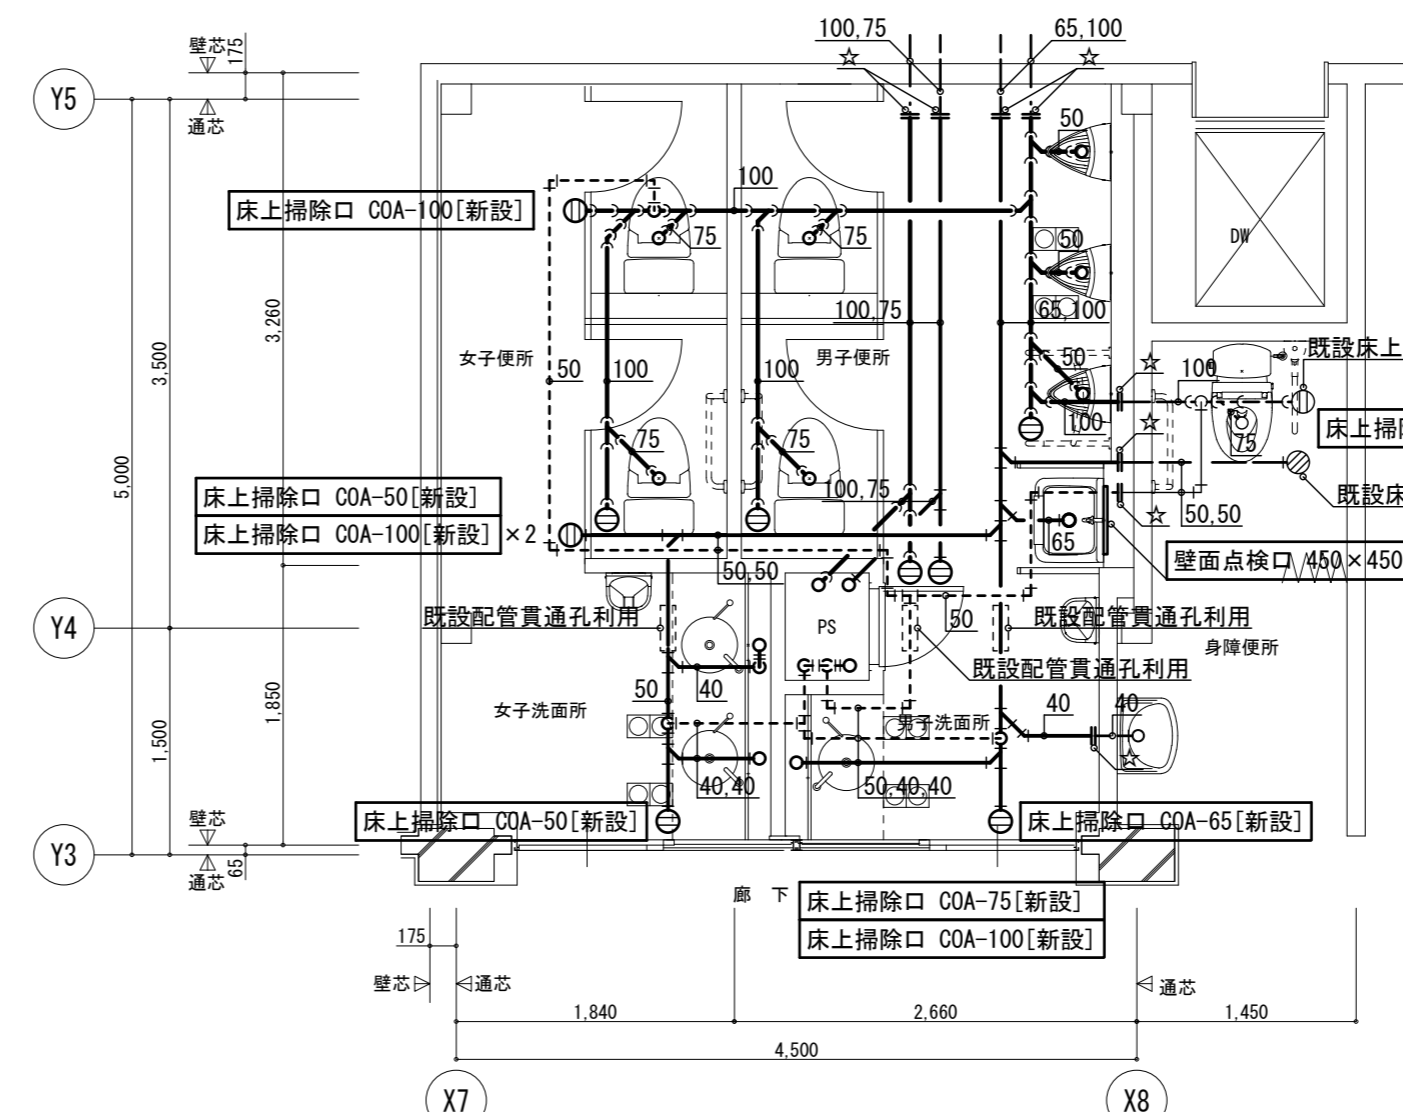 100,75
65,100
☆
☆
壁芯
175
Y5
通芯
50
床上掃除口 COA-100[新設]
100
75
75
50
DW
3,260
3,500
5,000
100,75
65,100
女子便所
50
100
100
男子便所
50
☆
100
既設床上
100
床上掃
75
75
☆
75
床上掃除口 COA-50[新設]
床上掃除口 COA-100[新設]×2
100,75
65
☆
50,50
既設床
壁面点検口 450×450
50,50
50
Y4
既設配管貫通孔利用
PS
既設配管貫通孔利用
身障便所
既設配管貫通孔利用
1,850
1,500
女子洗面所
50
40
男子洗面所
40
40
☆
40,40
50,40,40
壁芯
床上掃除口 COA-50[新設]
床上掃除口 COA-65[新設]
Y3
通芯
65
廊 下
床上掃除口 COA-75[新設]
床上掃除口 COA-100[新設]
175
壁芯
通芯
通芯
1,840
2,660
1,450
4,500
X7
X8